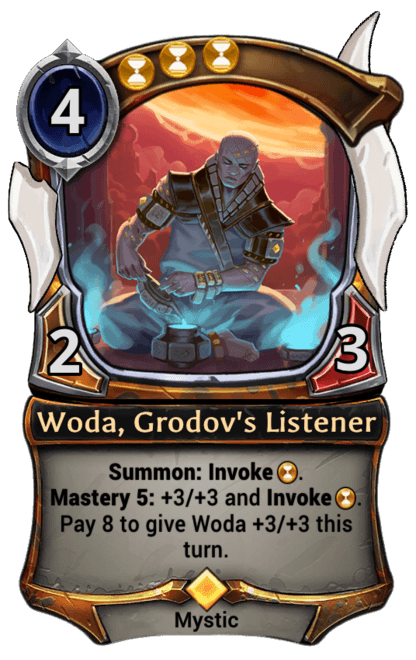 4
2
3
Woda, Grodov's Listener
Summon: Invoke.
Mastery 5: +3/+3 and Invoke.
Pay 8 to give Woda +3/+3 this
turn.
Mystic